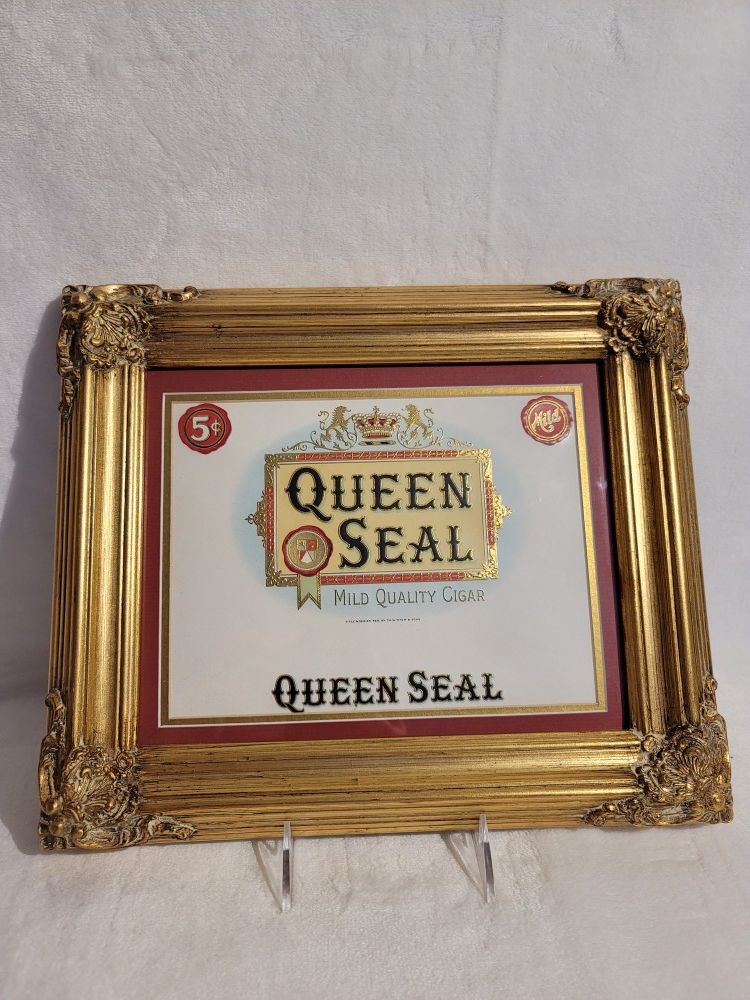 5¢
Mild
QUEEN
SEAL
MILD QUALITY CIGAR
QUEEN SEAL